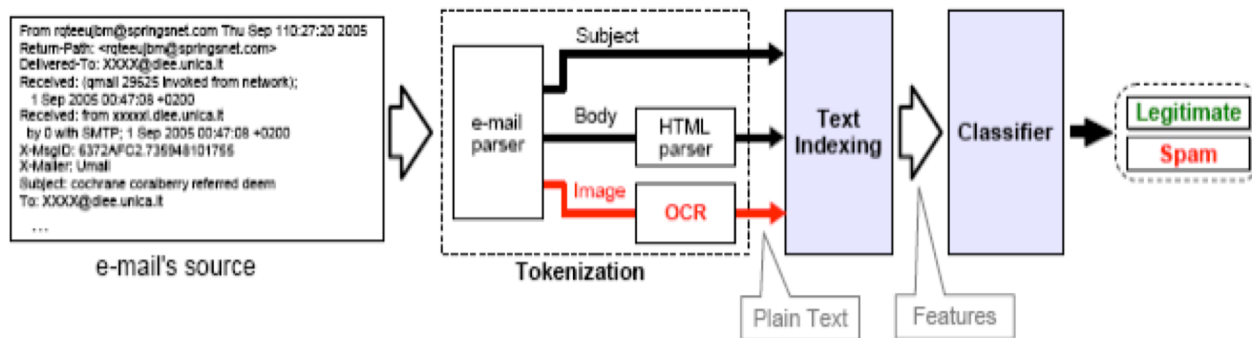 From rqteeujbm@springsnet.com Thu Sep 110:27:20 2005
Return-Path: <rqteeujbm@springsnet.com>
Delivered-To: XXXX@diee.unica.it
Received: (qmail 29625 invoked from network);
1 Sep 2005 00:47:08 +0200
Received: from xxxxxl.diee.unica.it
by 0 with SMTP; 1 Sep 2005 00:47:08 +0200
X-MsgID: 6372AFC2.735948101755
X-Mailer: Umail
Subject: cochrane coralberry referred deem
To: XXXX@diee.unica.it
...
e-mail's source
e-mail
parser
Subject
Body
HTML
parser
Image
OCR
Tokenization
Plain Text
Text
Indexing
Features
Classifier
Legitimate
Spam